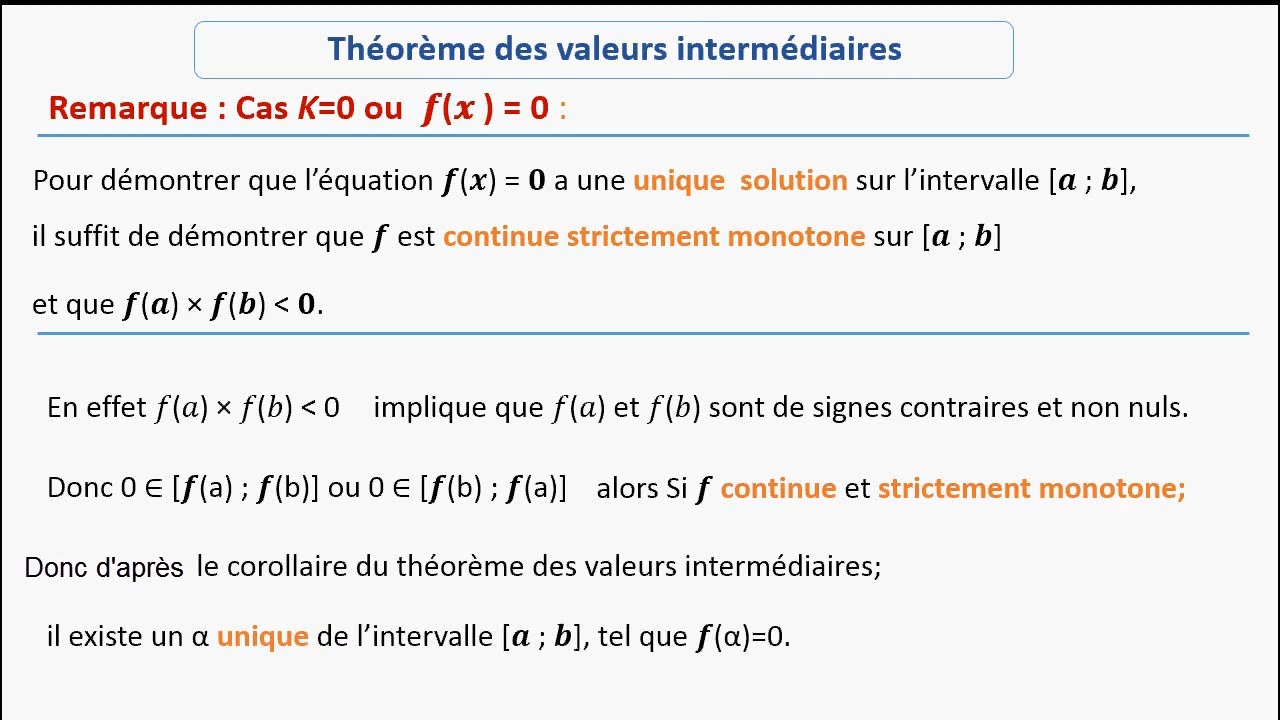 Théorème des valeurs intermédiaires
Remarque : Cas K=0 ou f(x) = 0 :
Pour démontrer que l’équation f(x) = 0 a une unique solution sur l’intervalle [a ; b],
il suffit de démontrer que f est continue strictement monotone sur [a ; b]
et que f(a) × f(b) < 0.
En effet f(a) × f(b) < 0 implique que f(a) et f(b) sont de signes contraires et non nuls.
Donc 0 ∈ [f(a) ; f(b)] ou 0 ∈ [f(b) ; f(a)] alors Si f continue et strictement monotone;
Donc d'après le corollaire du théorème des valeurs intermédiaires;
il existe un α unique de l’intervalle [a ; b], tel que f(α)=0.